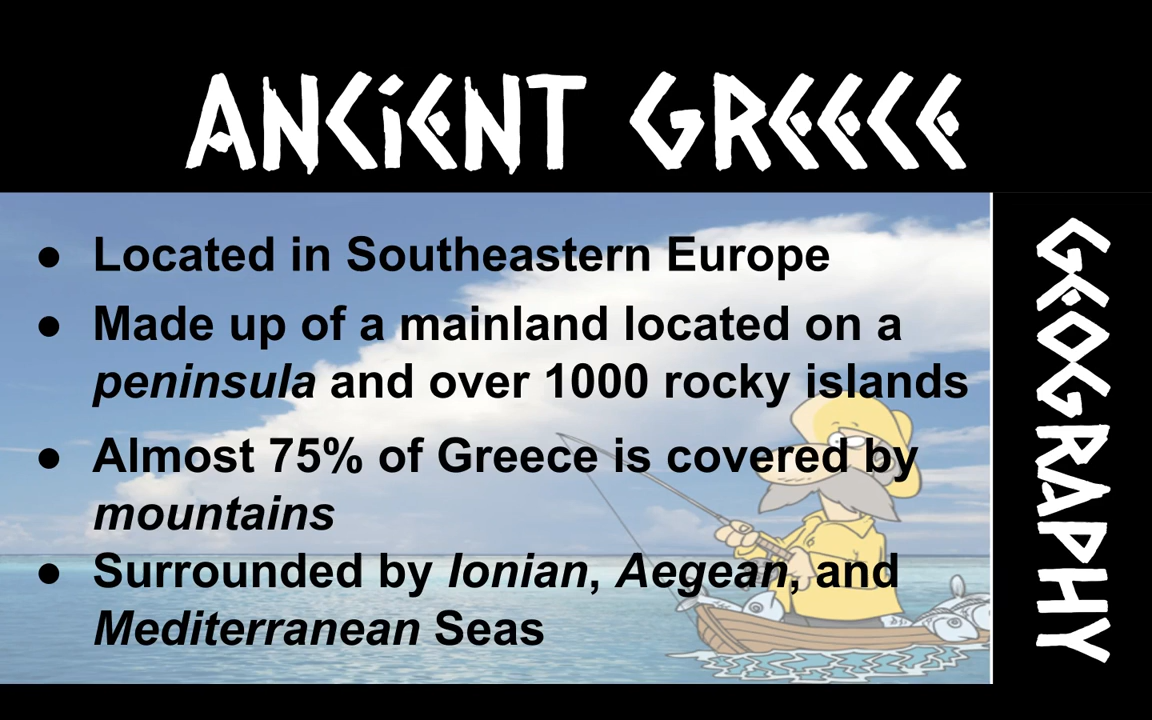 ANCiENT GREECE
● Located in Southeastern Europe
● Made up of a mainland located on a
peninsula and over 1000 rocky islands
● Almost 75% of Greece is covered by
mountains
● Surrounded by Ionian, Aegean, and
Mediterranean Seas
GEOGRAPHY